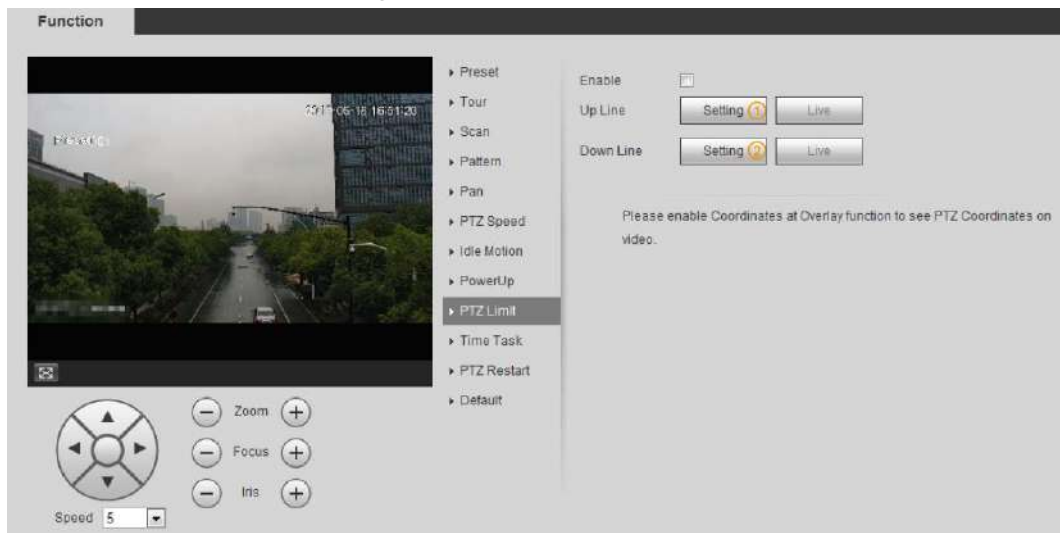 Function
Preset
Tour
Scan
Pattern
Pan
PTZ Speed
Idle Motion
PowerUp
PTZ Limit
Time Task
PTZ Restart
Default
Enable
Up Line Setting 1 Live
Down Line Setting 2 Live
Please enable Coordinates at Overlay function to see PTZ Coordinates on
video.
Zoom
Focus
Iris
Speed 5